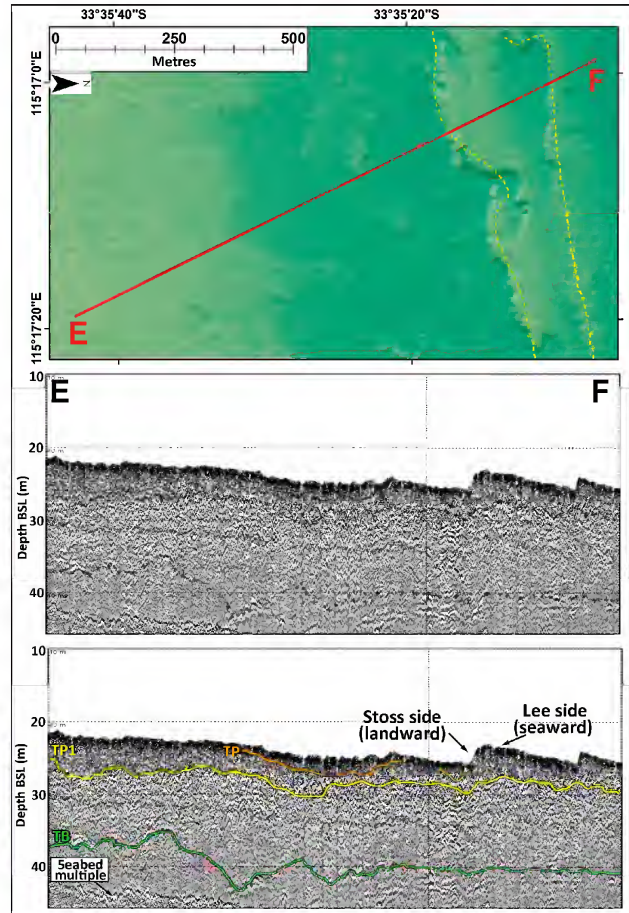 33°35'40"S
33°35'20"S
0 250 500
Metres
N
115°17'0"E
115°17'20"E
E
F
E
F
10
20
30
40
Depth BSL (m)
10
20
30
40
Depth BSL (m)
Stoss side
(landward)
Lee side
(seaward)
TP1
TP
TB
Seabed
multiple